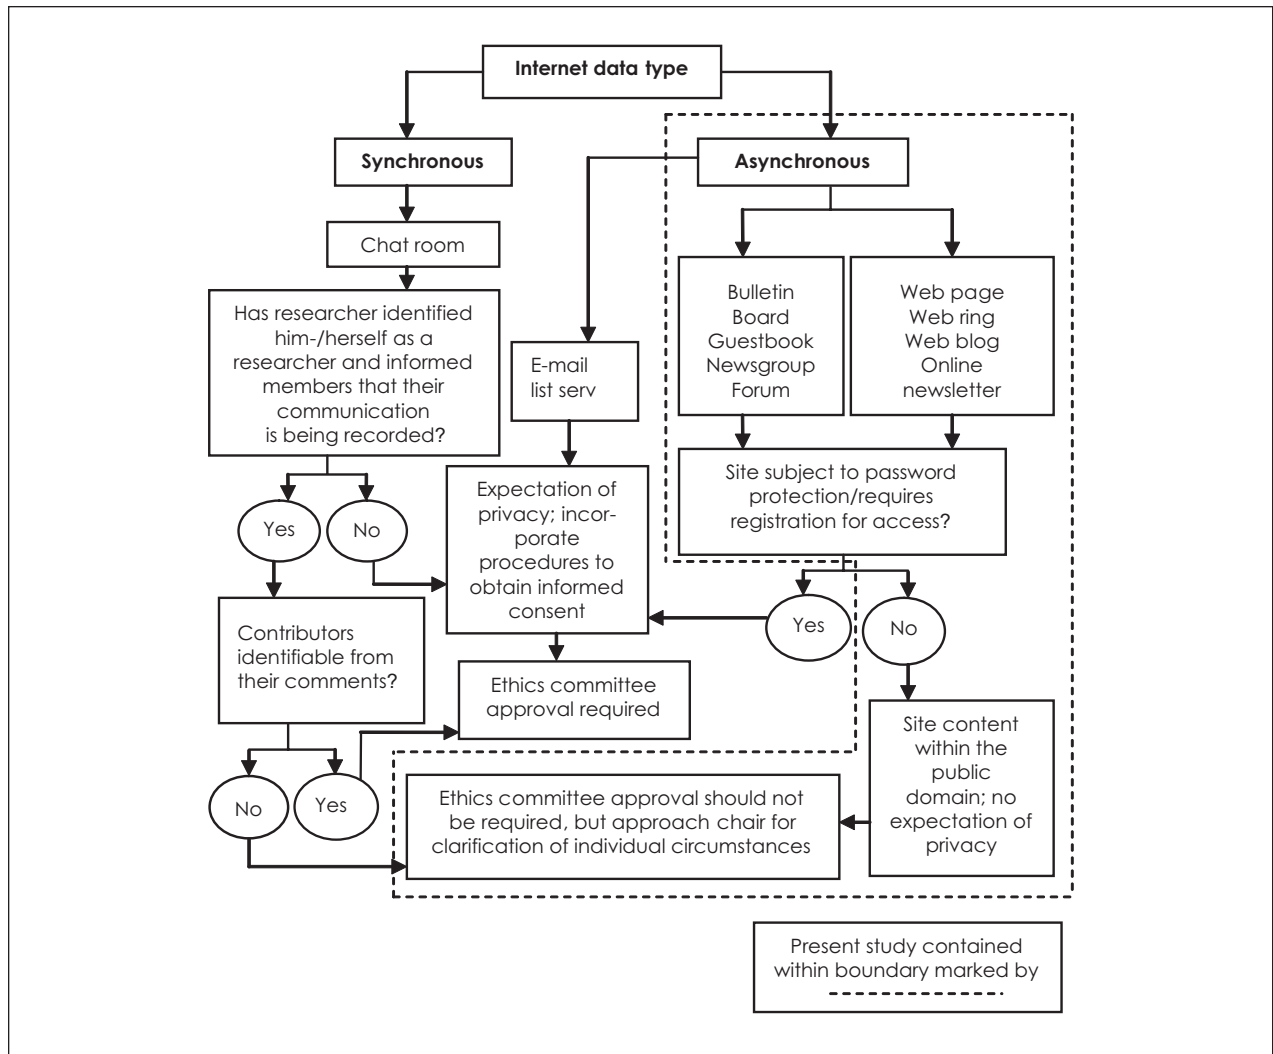 Internet data type
Synchronous
Asynchronous
Chat room
Has researcher identified
him-/herself as a
researcher and informed
members that their
communication
is being recorded?
E-mail
list serv
Bulletin
Board
Guestbook
Newsgroup
Forum
Web page
Web ring
Web blog
Online
newsletter
Site subject to password
protection/requires
registration for access?
Yes
No
Expectation of
privacy; incor-
porate
procedures to
obtain informed
consent
Yes
No
Contributors
identifiable from
their comments?
Ethics committee
approval required
Site content
within the
public
domain; no
expectation of
privacy
No
Yes
Ethics committee approval should not
be required, but approach chair for
clarification of individual circumstances
Present study contained
within boundary marked by